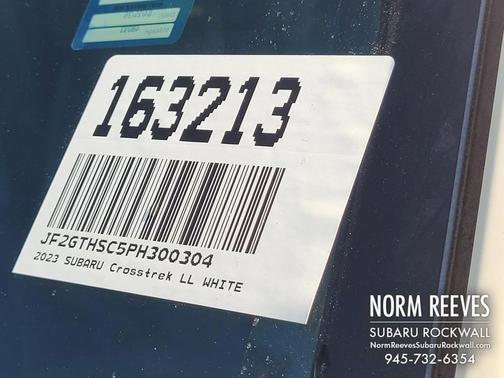 163213
JF2GTHSC5PH300304
2023 SUBARU Crosstrek LL WHITE
NORM REEVES
SUBARU ROCKWALL
NormReevesSubaruRockwall.com
945-732-6354